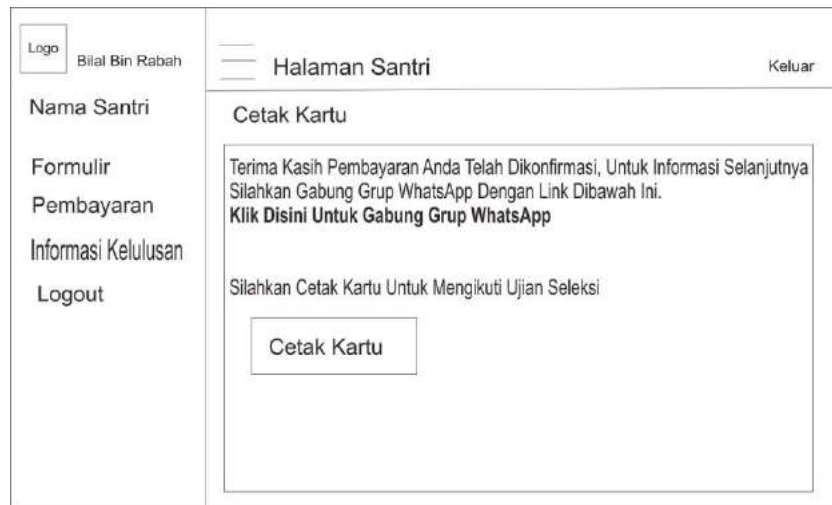 Logo
Bilal Bin Rabah
Nama Santri
Formulir
Pembayaran
Informasi Kelulusan
Logout
Halaman Santri
Keluar
Cetak Kartu
Terima Kasih Pembayaran Anda Telah Dikonfirmasi, Untuk Informasi Selanjutnya
Silahkan Gabung Grup WhatsApp Dengan Link Dibawah Ini.
Klik Disini Untuk Gabung Grup WhatsApp
Silahkan Cetak Kartu Untuk Mengikuti Ujian Seleksi
Cetak Kartu